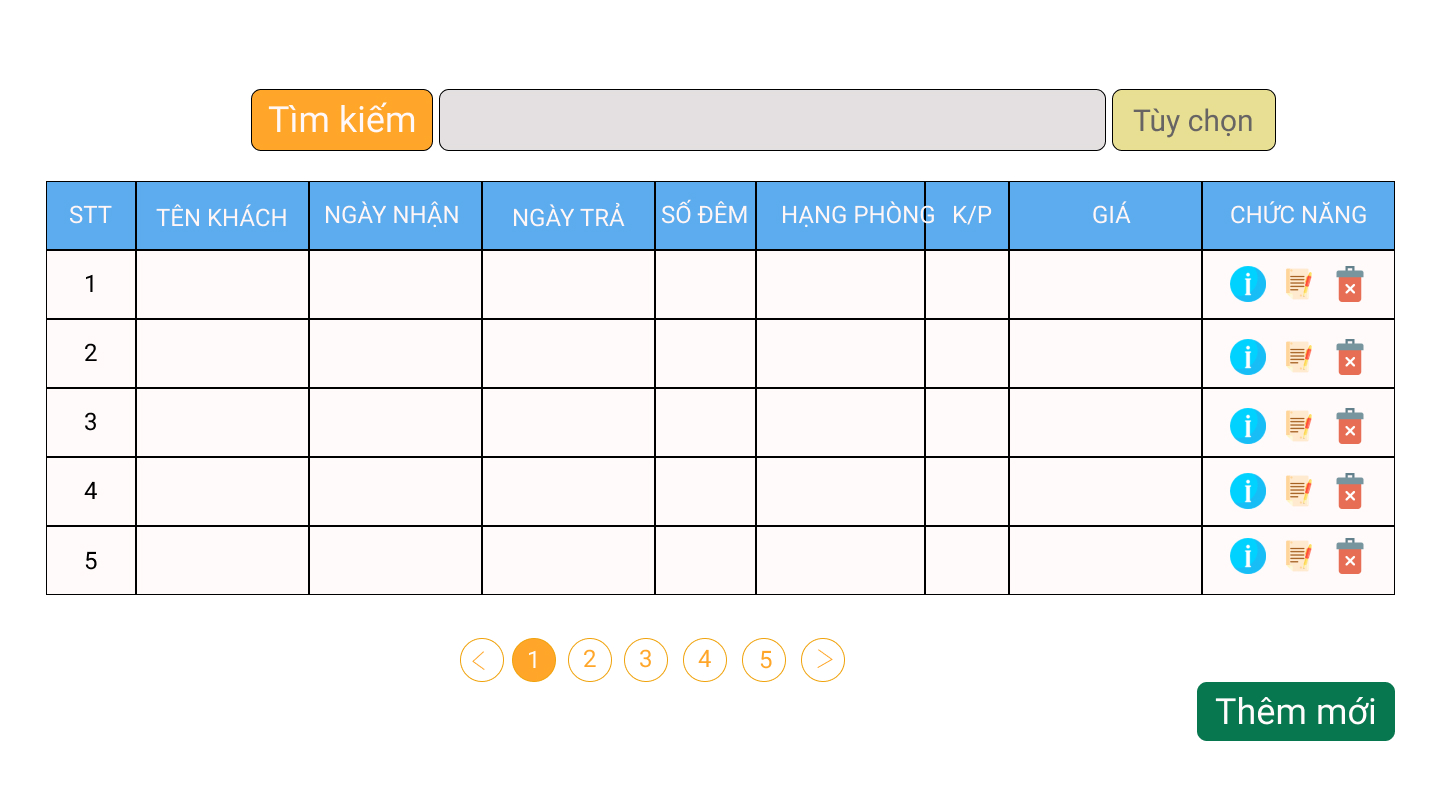 Tìm kiếm
Tùy chọn
STT TÊN KHÁCH NGÀY NHẬN NGÀY TRẢ SỐ ĐÊM HẠNG PHÒNG K/P GIÁ CHỨC NĂNG
1
2
3
4
5
< 1 2 3 4 5 >
Thêm mới